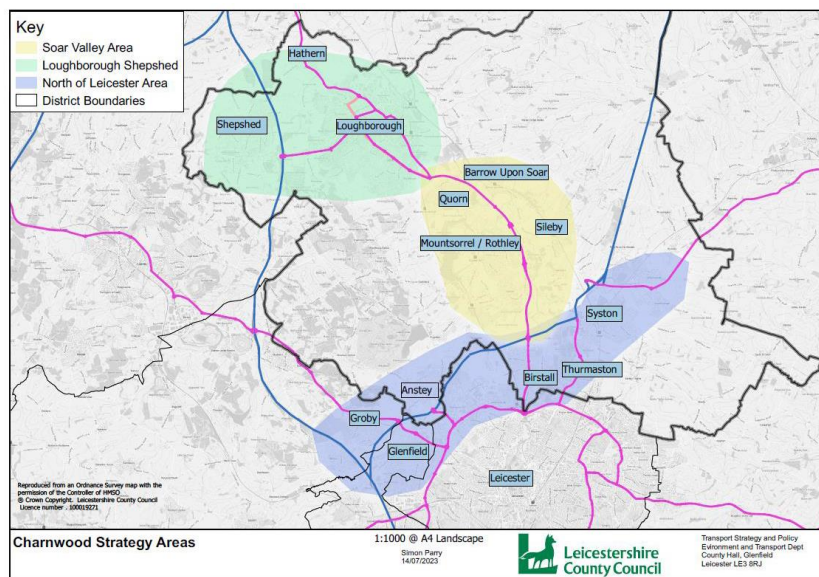 Key
Soar Valley Area
Loughborough Shepshed
North of Leicester Area
District Boundaries
Hathern
Shepshed
Loughborough
Barrow Upon Soar
Quorn
Sileby
Mountsorrel / Rothley
Syston
Thurmaston
Birstall
Anstey
Groby
Glenfield
Leicester
Reproduced from an Ordnance Survey map with the
permission of the Controller of HMSO
© Crown Copyright. Leicestershire County Council
Licence number . 100019271
Charnwood Strategy Areas
1:1000 @ A4 Landscape
Simon Parry
14/07/2023
Leicestershire
County Council
Transport Strategy and Policy
Evironment and Transport Dept
County Hall, Glenfield
Leicester LE3 8RJ